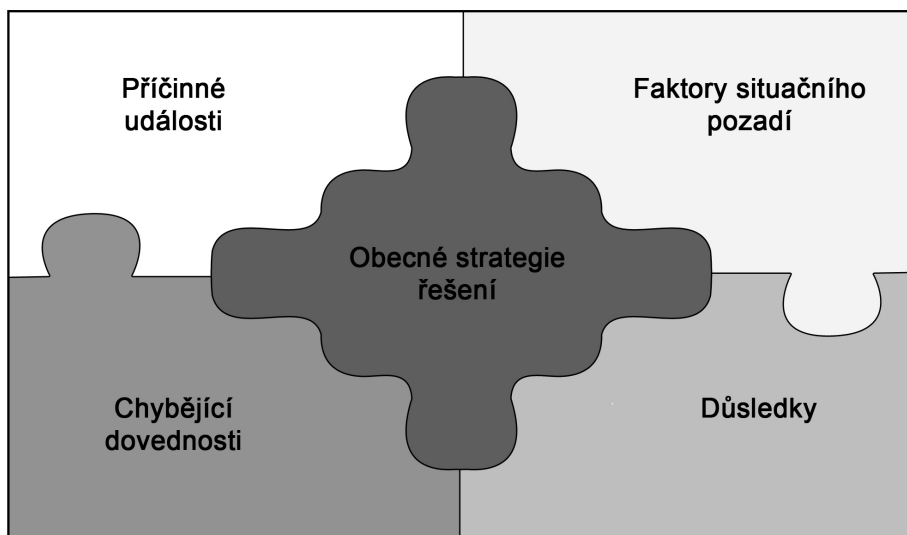 Příčinné
události
Faktory situačního
pozadí
Obecné strategie
řešení
Chybějící
dovednosti
Důsledky